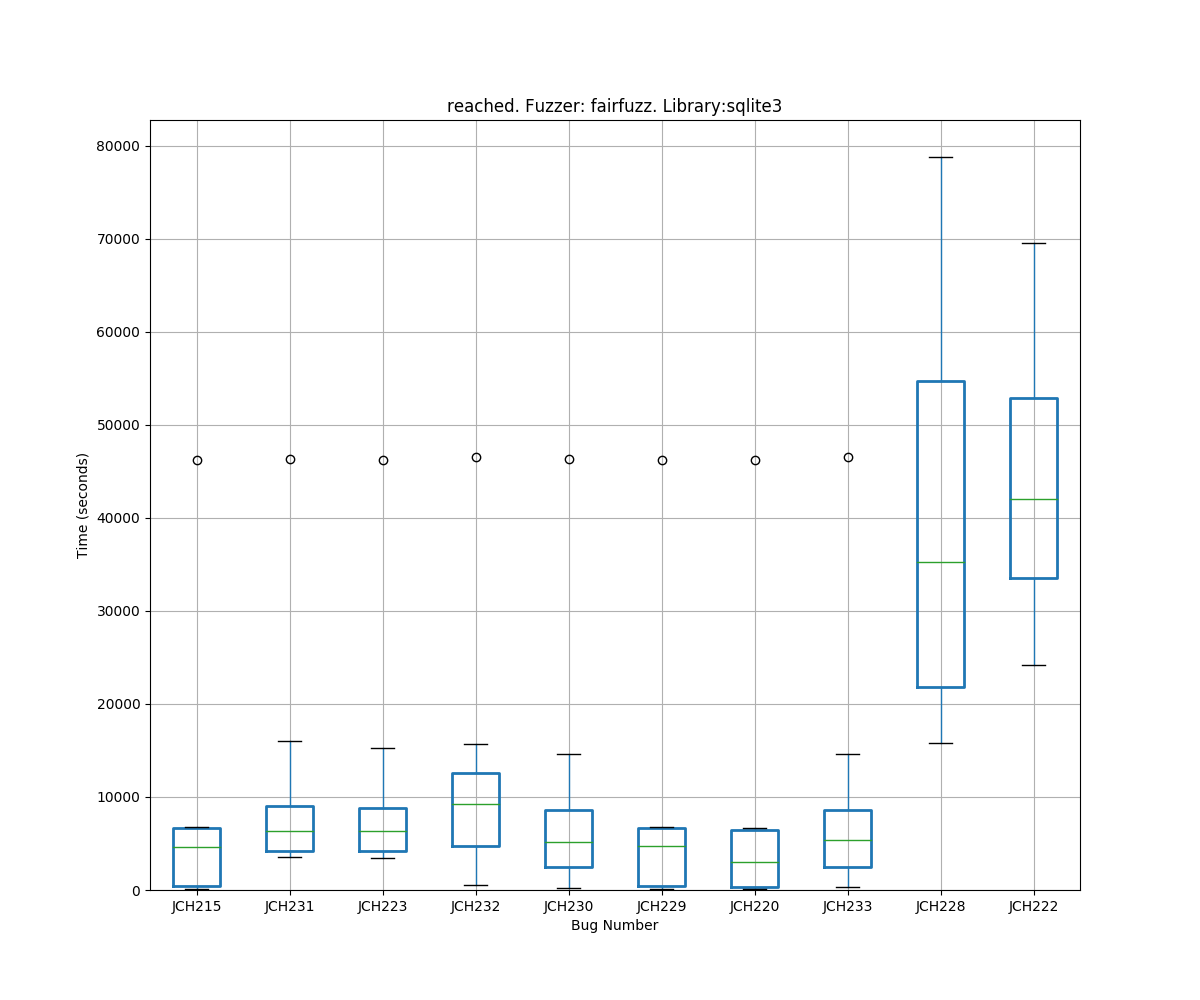 reached. Fuzzer: fairfuzz. Library:sqlite3
80000
70000
60000
50000
40000
30000
20000
10000
0
Time (seconds)
JCH215 JCH231 JCH223 JCH232 JCH230 JCH229 JCH220 JCH233 JCH228 JCH222
Bug Number